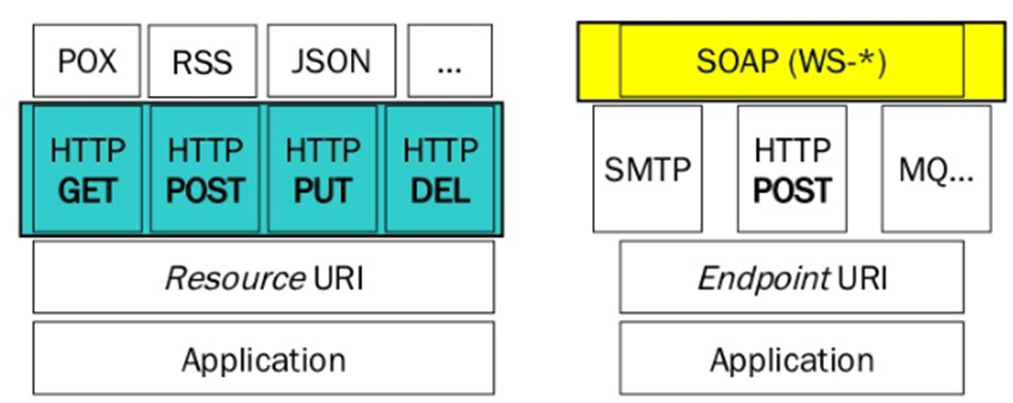 POX RSS JSON ...
HTTP GET HTTP POST HTTP PUT HTTP DEL
Resource URI
Application
SOAP (WS-*)
SMTP HTTP POST MQ...
Endpoint URI
Application